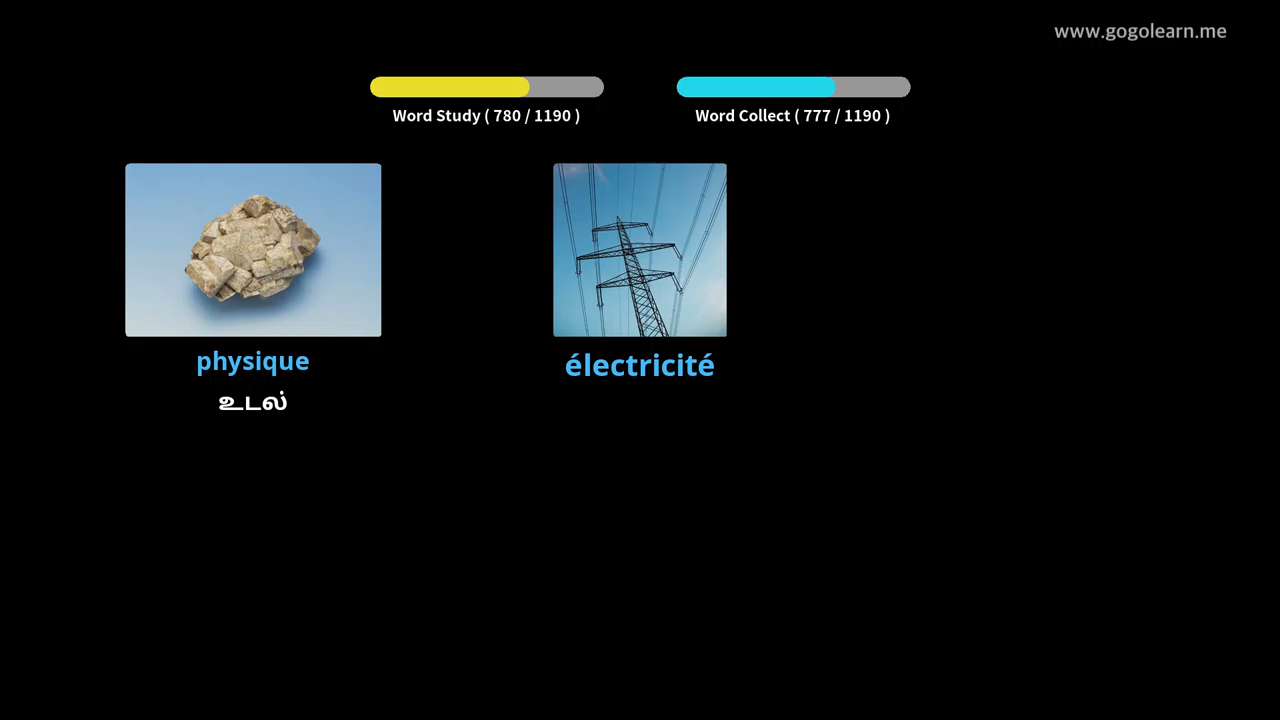 www.gogolearn.me
Word Study ( 780 / 1190 )
Word Collect ( 777 / 1190 )
physique
électricité
உடல்